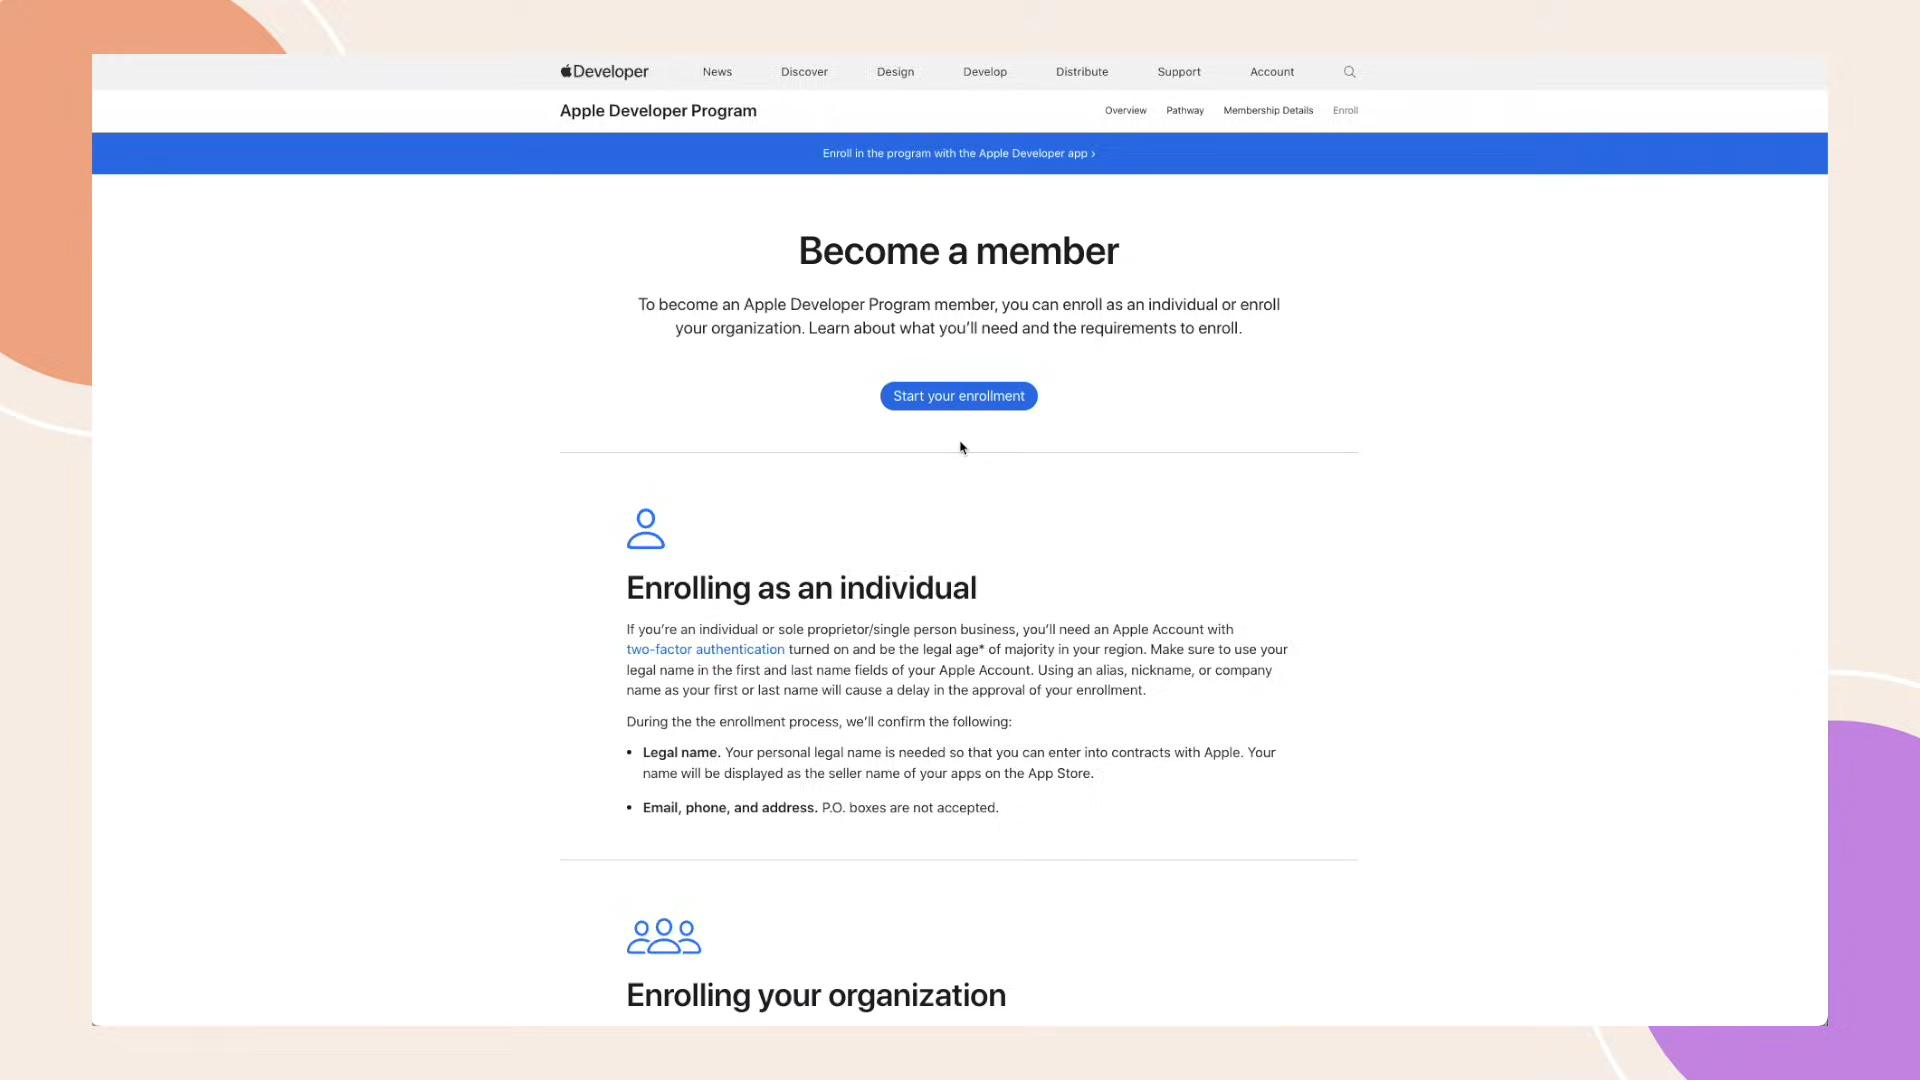 Developer
News
Discover
Design
Develop
Distribute
Support
Account
Apple Developer Program
Overview
Pathway
Membership Details
Enroll
Enroll in the program with the Apple Developer app ›
Become a member
To become an Apple Developer Program member, you can enroll as an individual or enroll
your organization. Learn about what you’ll need and the requirements to enroll.
Start your enrollment
Enrolling as an individual
If you’re an individual or sole proprietor/single person business, you’ll need an Apple Account with
two-factor authentication turned on and be the legal age* of majority in your region. Make sure to use your
legal name in the first and last name fields of your Apple Account. Using an alias, nickname, or company
name as your first or last name will cause a delay in the approval of your enrollment.
During the the enrollment process, we’ll confirm the following:
• Legal name. Your personal legal name is needed so that you can enter into contracts with Apple. Your
name will be displayed as the seller name of your apps on the App Store.
• Email, phone, and address. P.O. boxes are not accepted.
Enrolling your organization